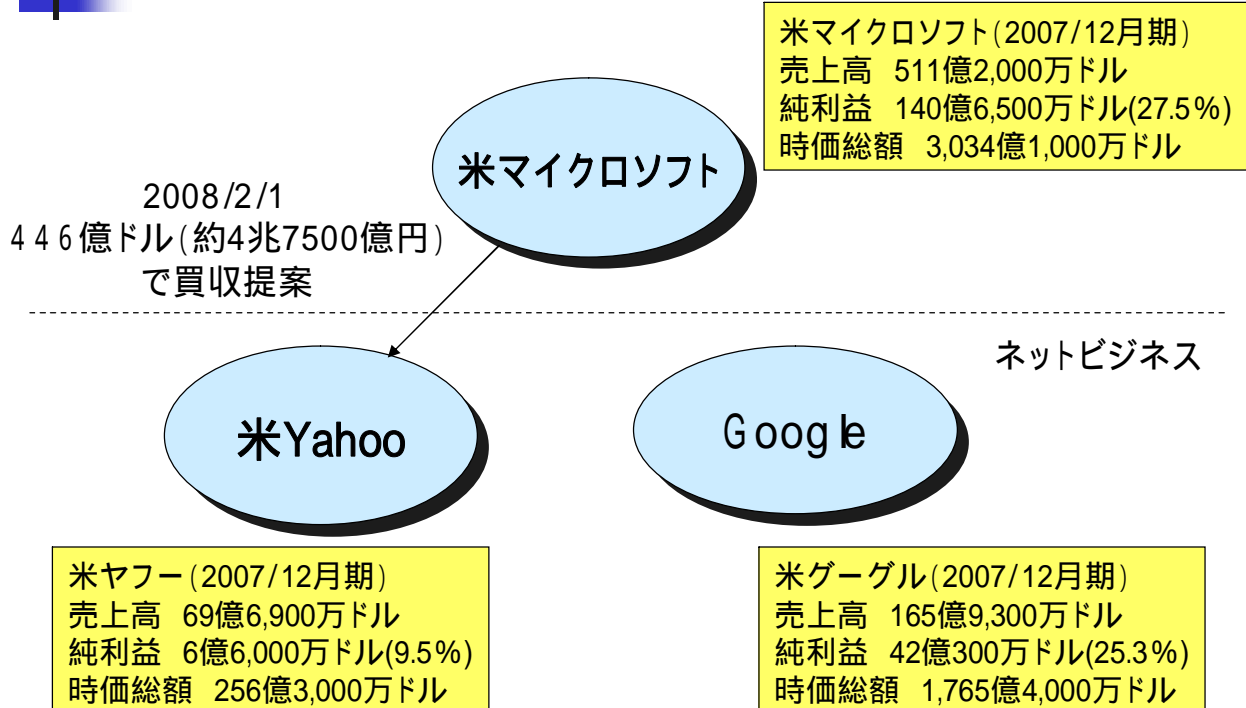 米マイクロソフト(2007/12月期)
売上高 511億2,000万ドル
純利益 140億6,500万ドル(27.5%)
時価総額 3,034億1,000万ドル
米マイクロソフト
2008/2/1
446億ドル(約4兆7500億円)
で買収提案
ネットビジネス
米Yahoo
Google
米ヤフー(2007/12月期)
売上高 69億6,900万ドル
純利益 6億6,000万ドル(9.5%)
時価総額 256億3,000万ドル
米グーグル(2007/12月期)
売上高 165億9,300万ドル
純利益 42億300万ドル(25.3%)
時価総額 1,765億4,000万ドル